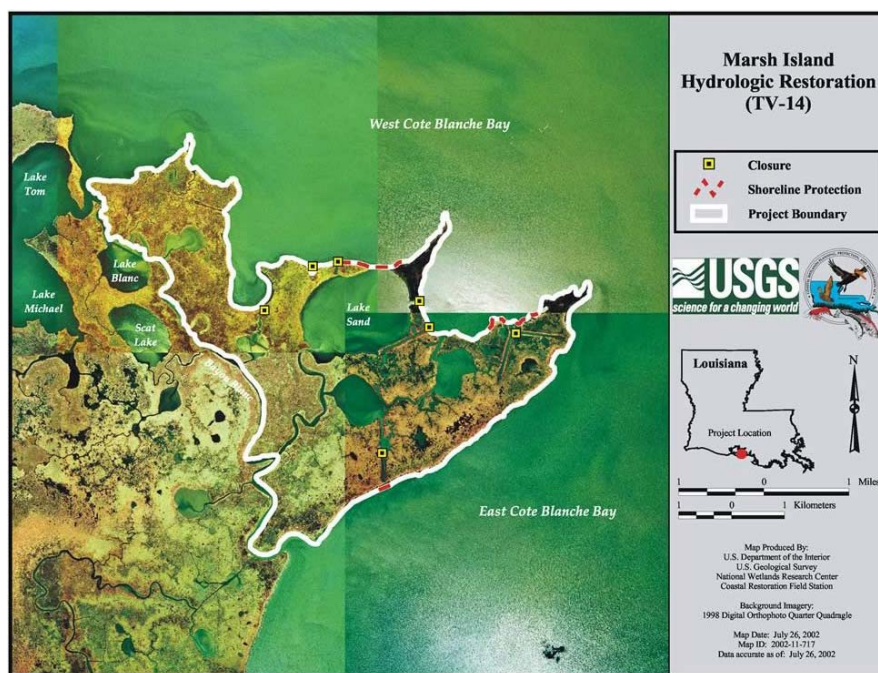 Marsh Island
Hydrologic Restoration
(TV-14)
Closure
Shoreline Protection
Project Boundary
USGS
science for a changing world
Louisiana
N
Project Location
1 0 1 Miles
1 0 1 Kilometers
Map Produced By:
U.S. Department of the Interior
U.S. Geological Survey
National Wetlands Research Center
Coastal Restoration Field Station
Background Imagery:
1998 Digital Orthophoto Quarter Quadragle
Map Date: July 26, 2002
Map ID: 2002-11-717
Data accurate as of: July 26, 2002
West Cote Blanche Bay
Lake
Tom
Lake
Blanc
Lake
Michael
Scat
Lake
Lake
Sand
East Cote Blanche Bay